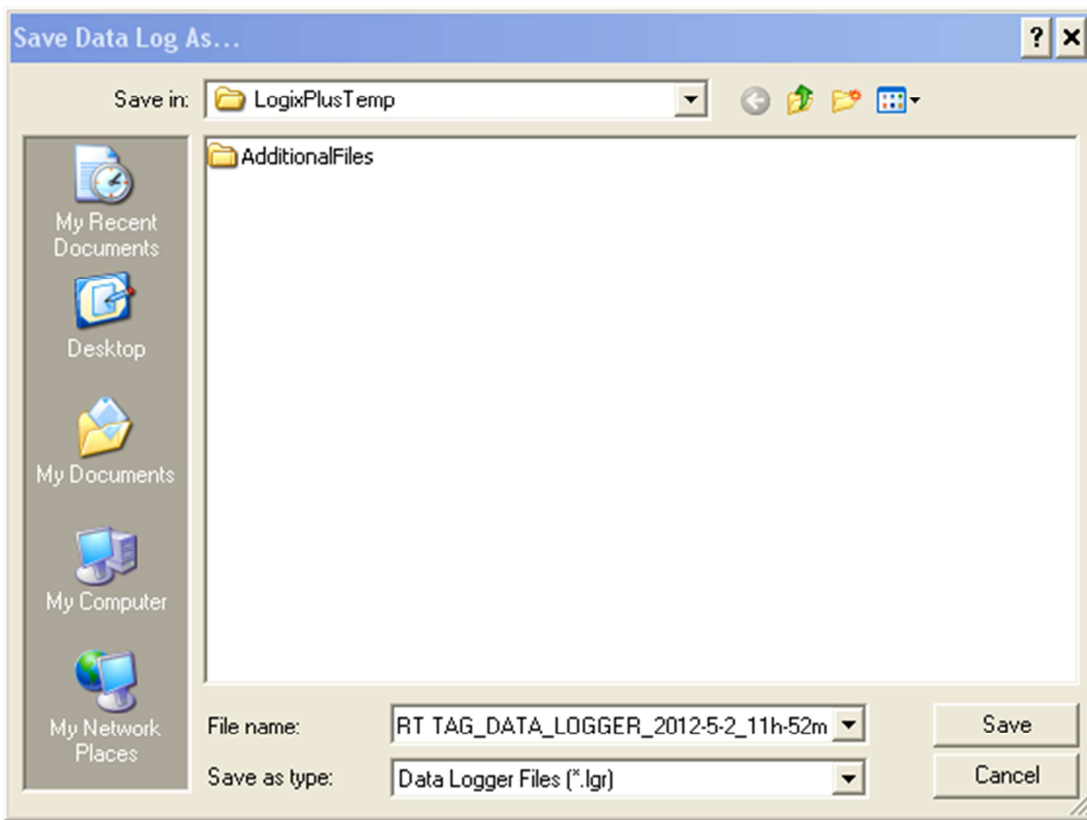 Save Data Log As...
Save in: LogixPlusTemp
AdditionalFiles
My Recent
Documents
Desktop
My Documents
My Computer
My Network
Places
File name: RT TAG_DATA_LOGGER_2012-5-2_11h-52m
Save
Save as type: Data Logger Files (*.lgr)
Cancel